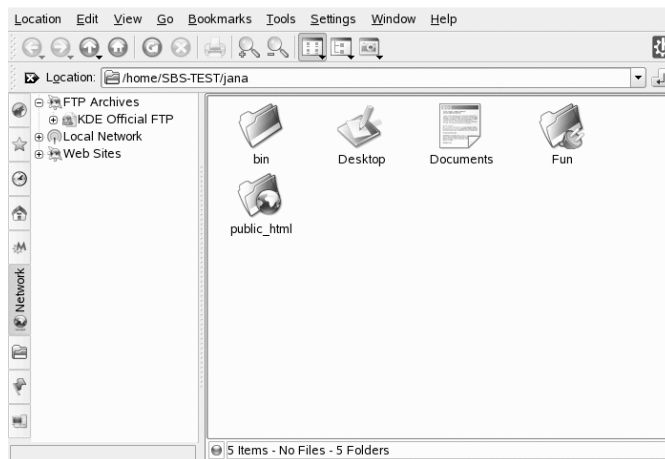 Location Edit View Go Bookmarks Tools Settings Window Help
Location: /home/SBS-TEST/jana
FTP Archives
KDE Official FTP
Local Network
Web Sites
Network
bin Desktop Documents Fun
public_html
5 Items - No Files - 5 Folders